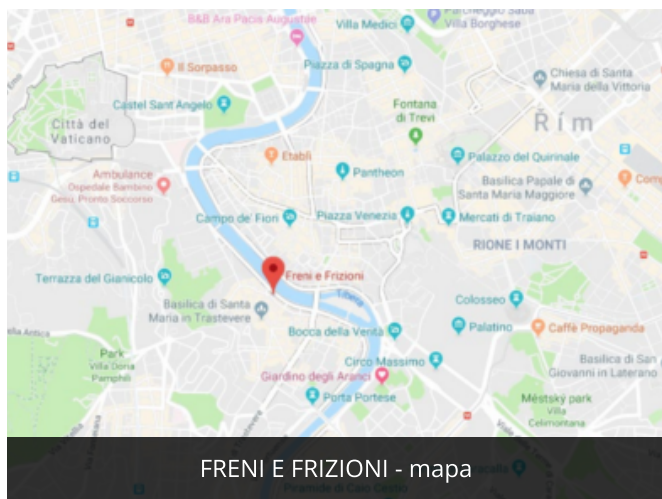 B&B Ara Pacis Augustae
Villa Medici
Parcheggio Saba
Villa Borghese
Il Sorpasso
Piazza di Spagna
Chiesa di Santa
Maria della Vittoria
Castel Sant'Angelo
Fontana
di Trevi
Città del
Vaticano
Řím
Etabli
Palazzo del Quirinale
Ambulance
Ospedale Bambino
Gesù, Pronto Soccorso
Pantheon
Basilica Papale di
Santa Maria Maggiore
Campo de' Fiori
Piazza Venezia
Mercati di Traiano
RIONE I MONTI
Terrazza del Gianicolo
Freni e Frizioni
Basilica di Santa
Maria in Trastevere
Colosseo
Bocca della Verità
Palatino
Caffè Propaganda
Park
Villa Doria
Pamphili
Circo Massimo
Basilica di San
Giovanni in Laterano
Giardino degli Aranci
Porta Portese
Městský park
Villa
Celimontana
FRENI E FRIZIONI - mapa